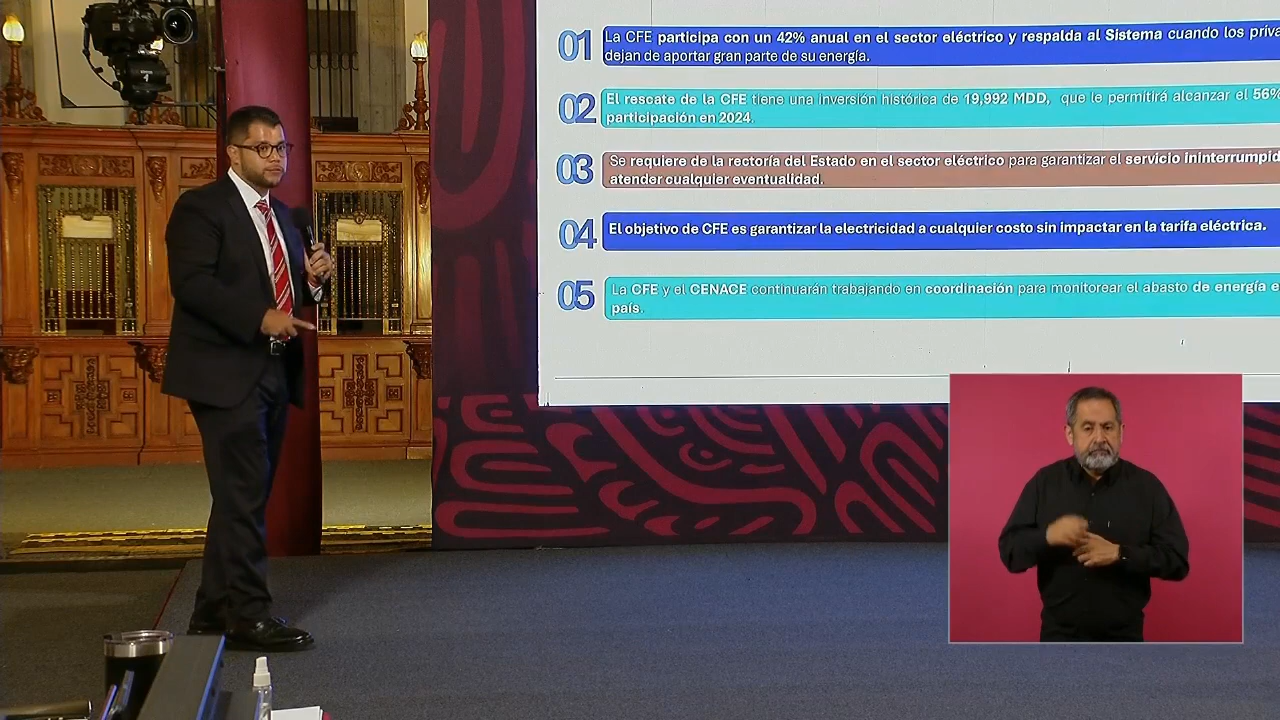 01
La CFE participa con un 42% anual en el sector eléctrico y respalda al Sistema cuando los priva
dejan de aportar gran parte de su energía.
02
El rescate de la CFE tiene una inversión histórica de 19,992 MDD, que le permitirá alcanzar el 56%
participación en 2024.
03
Se requiere de la rectoría del Estado en el sector eléctrico para garantizar el servicio ininterrumpid
atender cualquier eventualidad.
04
El objetivo de CFE es garantizar la electricidad a cualquier costo sin impactar en la tarifa eléctrica.
05
La CFE y el CENACE continuarán trabajando en coordinación para monitorear el abasto de energía e
país.
1